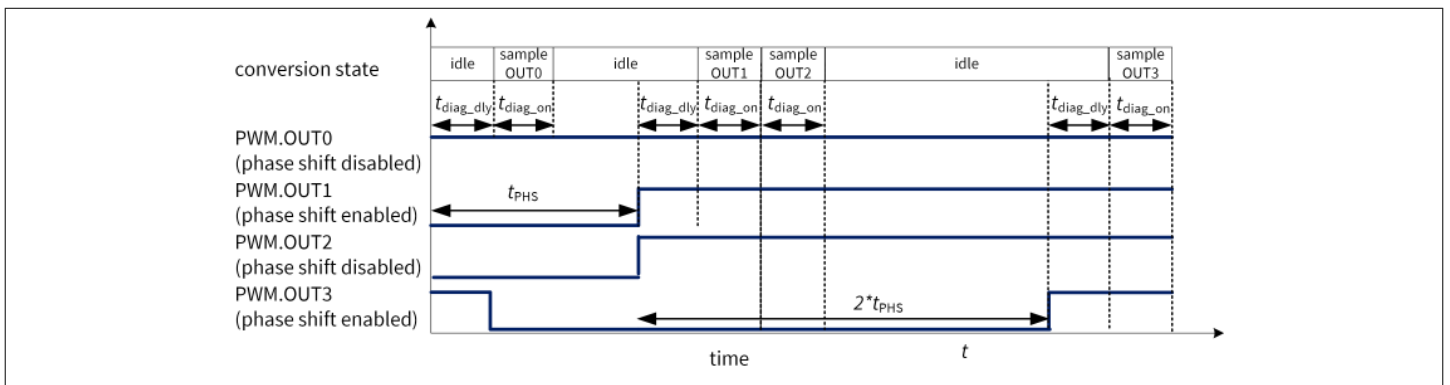 conversion state
idle
sample
OUT0
idle
sample
OUT1
sample
OUT2
idle
sample
OUT3
tdiag_dly
tdiag_on
tdiag_dly
tdiag_on
tdiag_on
tdiag_dly
tdiag_on
PWM.OUT0
(phase shift disabled)
PWM.OUT1
(phase shift enabled)
tPHS
PWM.OUT2
(phase shift disabled)
PWM.OUT3
(phase shift enabled)
2*tPHS
time
t